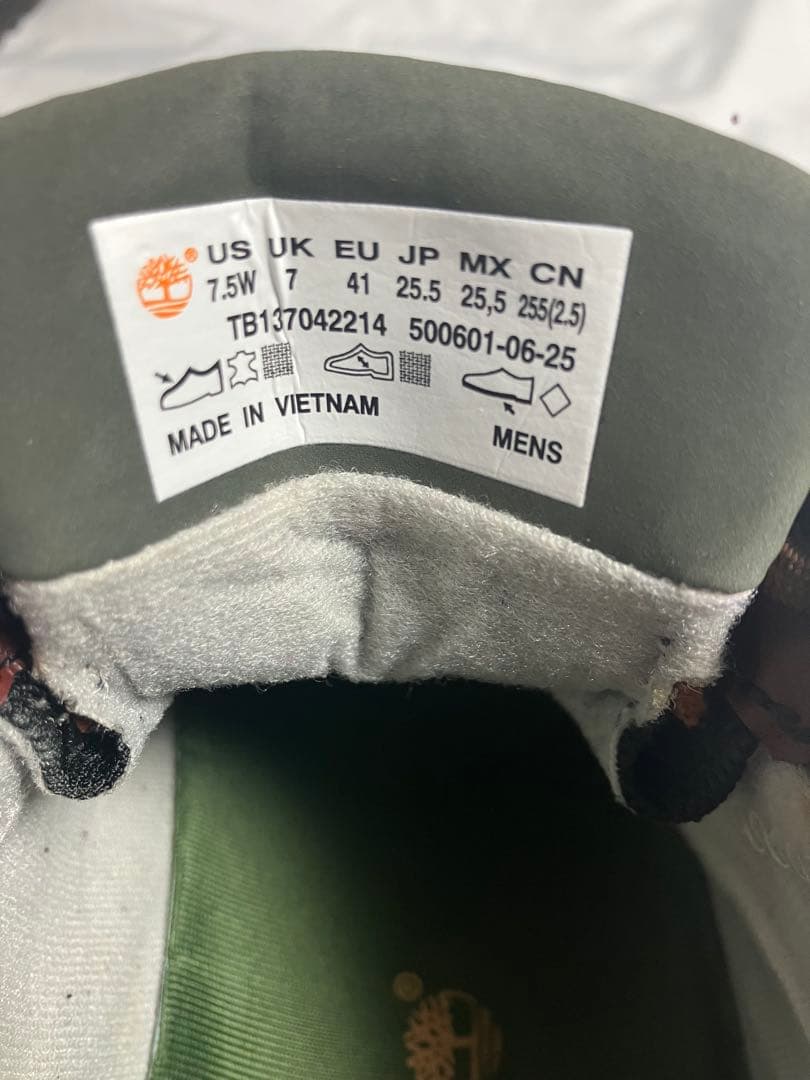 ® US UK EU JP MX CN
7.5W 7 41 25.5 25,5 255(2.5)
TB137042214 500601-06-25
MADE IN VIETNAM
MENS